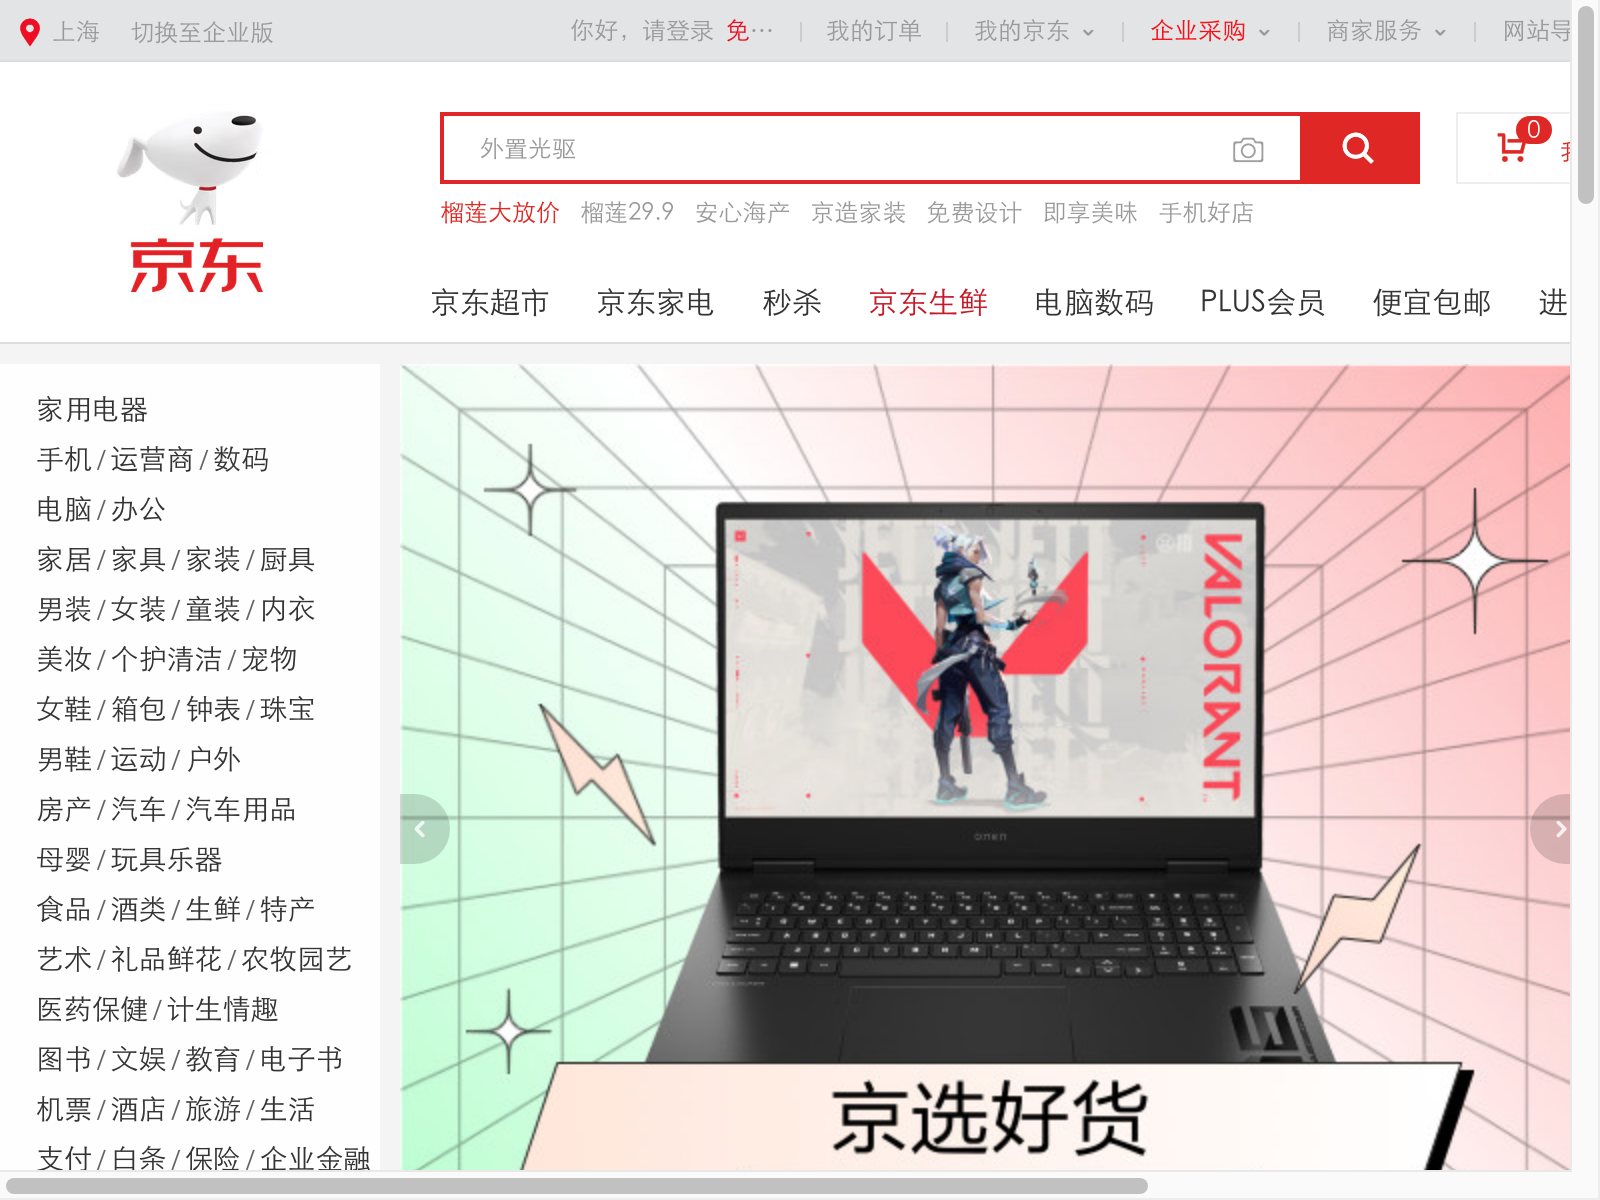 上海 切换至企业版 你好，请登录 免… 我的订单 我的京东 企业采购 商家服务 网站导
外置光驱
0
榴莲大放价 榴莲29.9 安心海产 京造家装 免费设计 即享美味 手机好店
京东
京东超市 京东家电 秒杀 京东生鲜 电脑数码 PLUS会员 便宜包邮 进
家用电器
手机/运营商/数码
电脑/办公
家居/家具/家装/厨具
男装/女装/童装/内衣
美妆/个护清洁/宠物
女鞋/箱包/钟表/珠宝
男鞋/运动/户外
房产/汽车/汽车用品
母婴/玩具乐器
食品/酒类/生鲜/特产
艺术/礼品鲜花/农牧园艺
医药保健/计生情趣
图书/文娱/教育/电子书
机票/酒店/旅游/生活
支付/白条/保险/企业金融
VALORANT
OMEN
京选好货